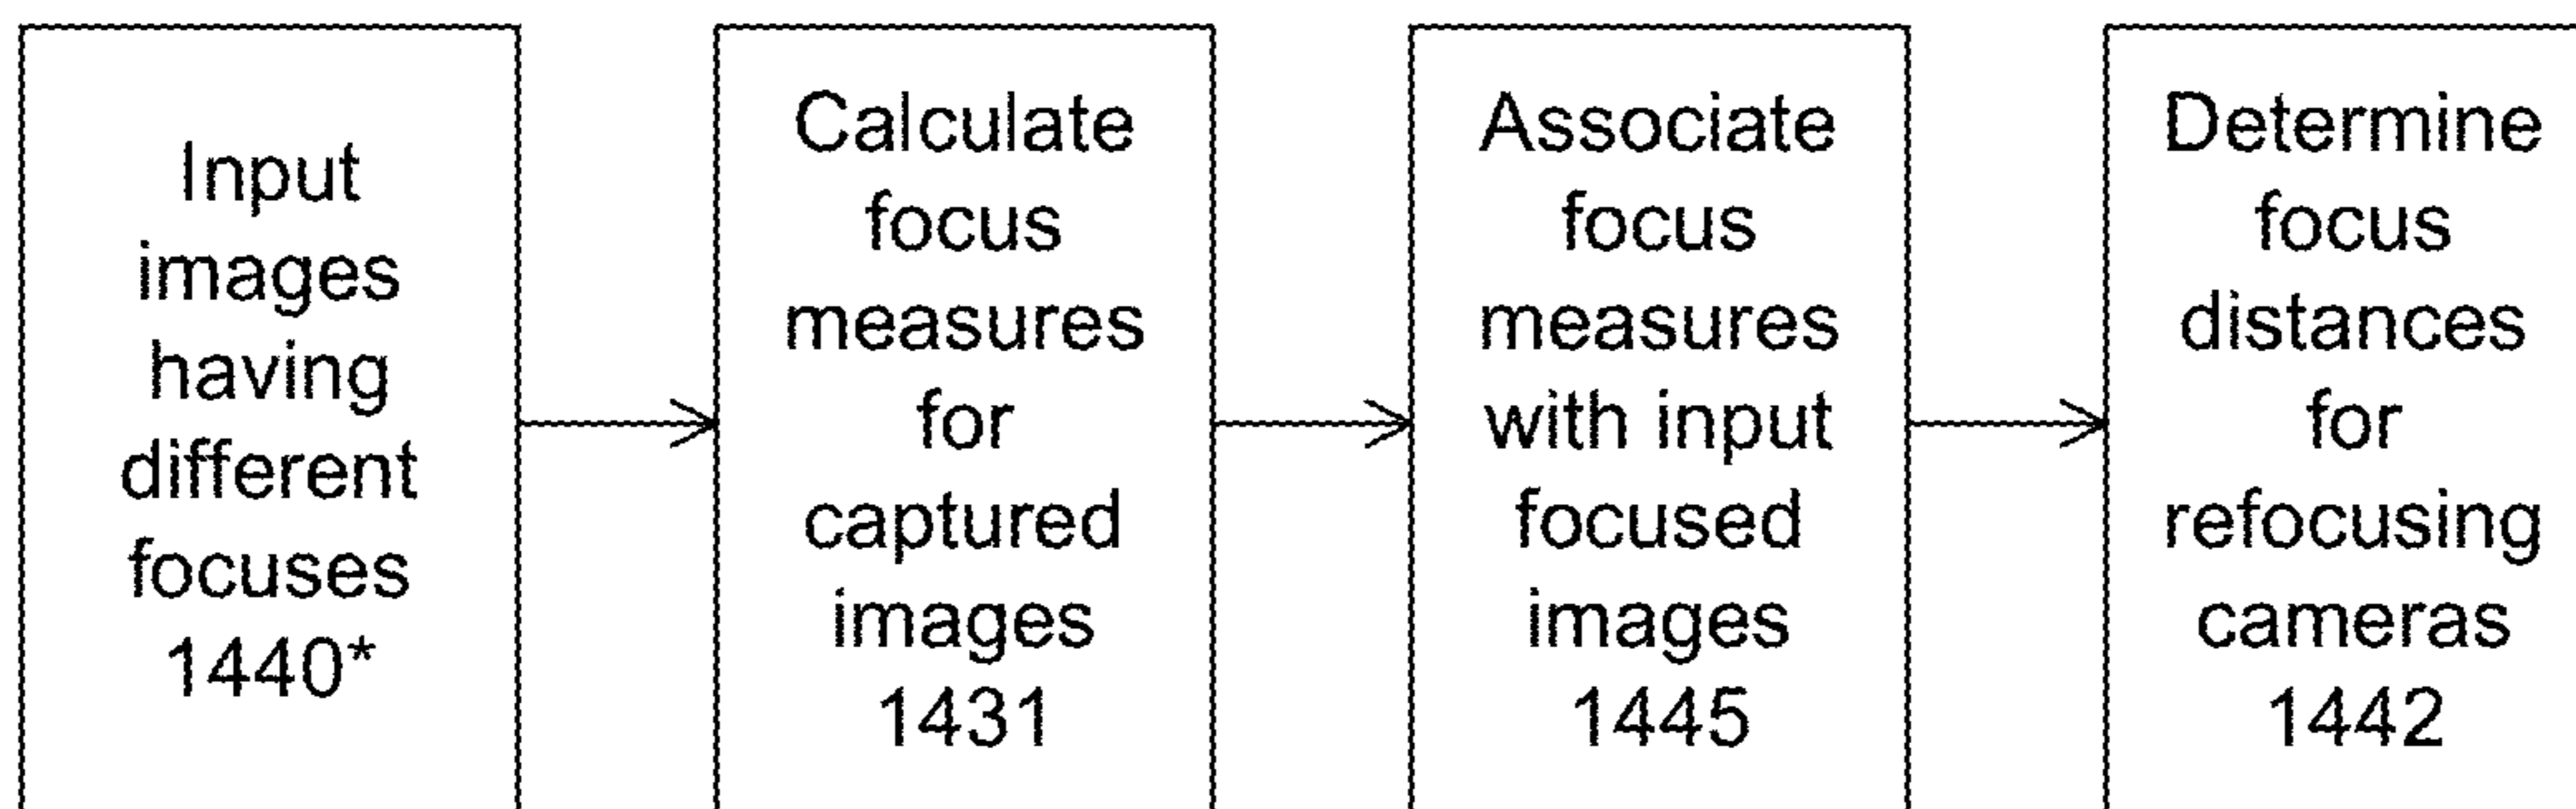 Input
images
having
different
focuses
1440*
Calculate
focus
measures
for
captured
images
1431
Associate
focus
measures
with input
focused
images
1445
Determine
focus
distances
for
refocusing
cameras
1442